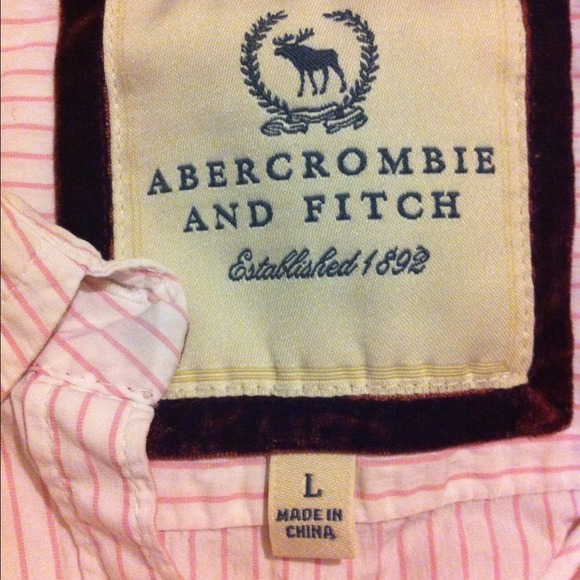 ABERCROMBIE
AND FITCH
Established 1892
L
MADE IN
CHINA